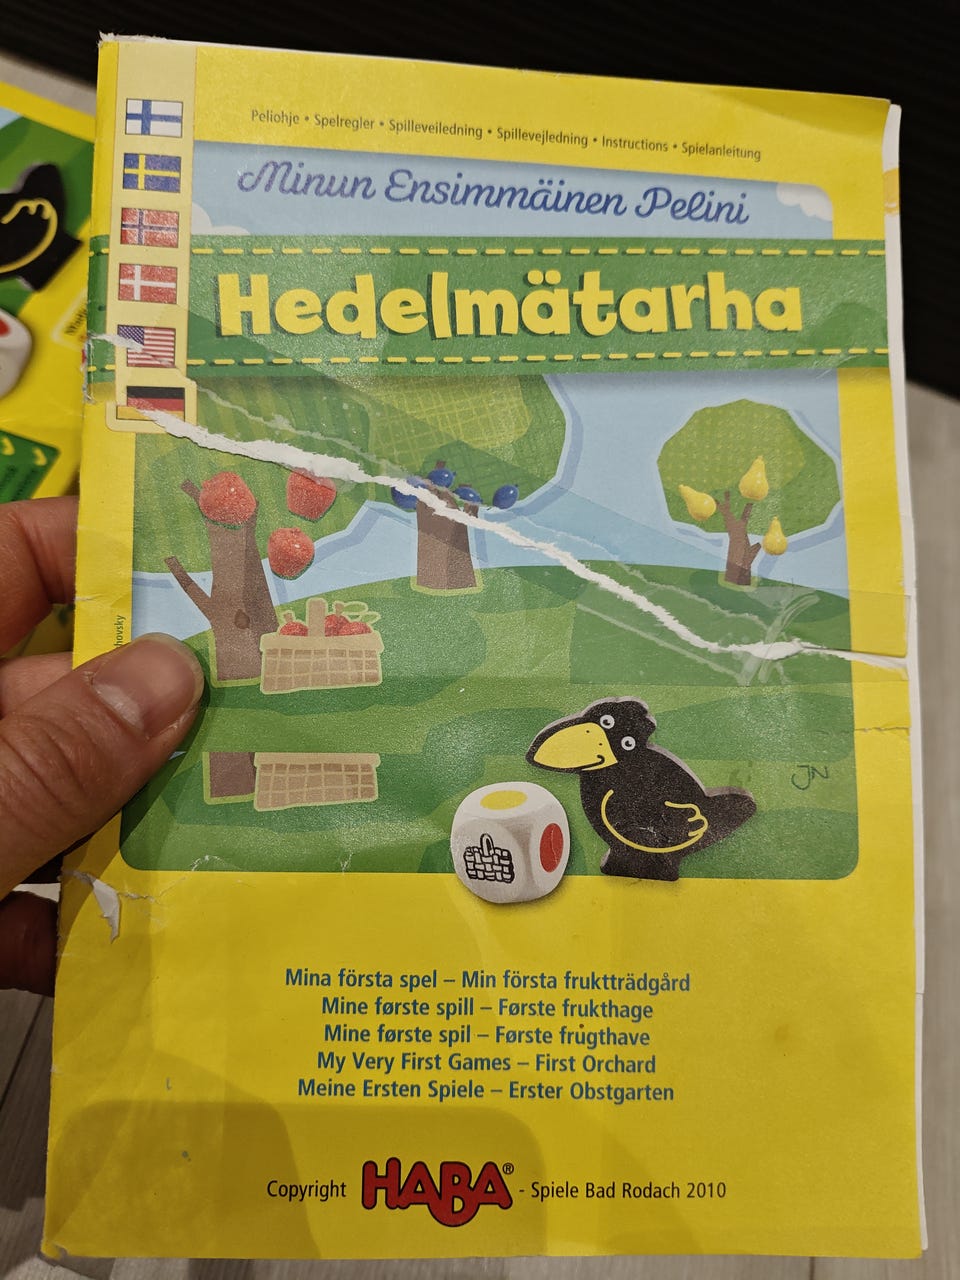 Peliohje • Spelregler • Spilleveiledning • Spillevejledning • Instructions • Spielanleitung
Minun Ensimmäinen Pelini
Hedelmätarha
hovsky
Mina första spel – Min första fruktträdgård
Mine første spill – Første frukthage
Mine første spil – Første frugthave
My Very First Games – First Orchard
Meine Ersten Spiele – Erster Obstgarten
Copyright HABA® - Spiele Bad Rodach 2010